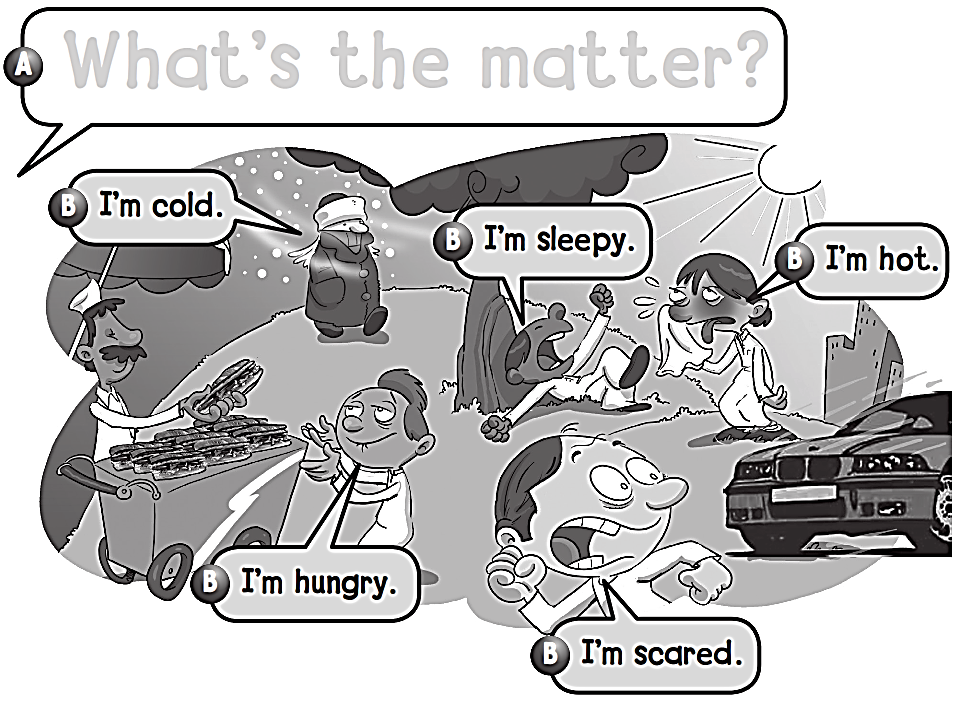 A What's the matter?
B I'm cold.
B I'm sleepy.
B I'm hot.
B I'm hungry.
B I'm scared.